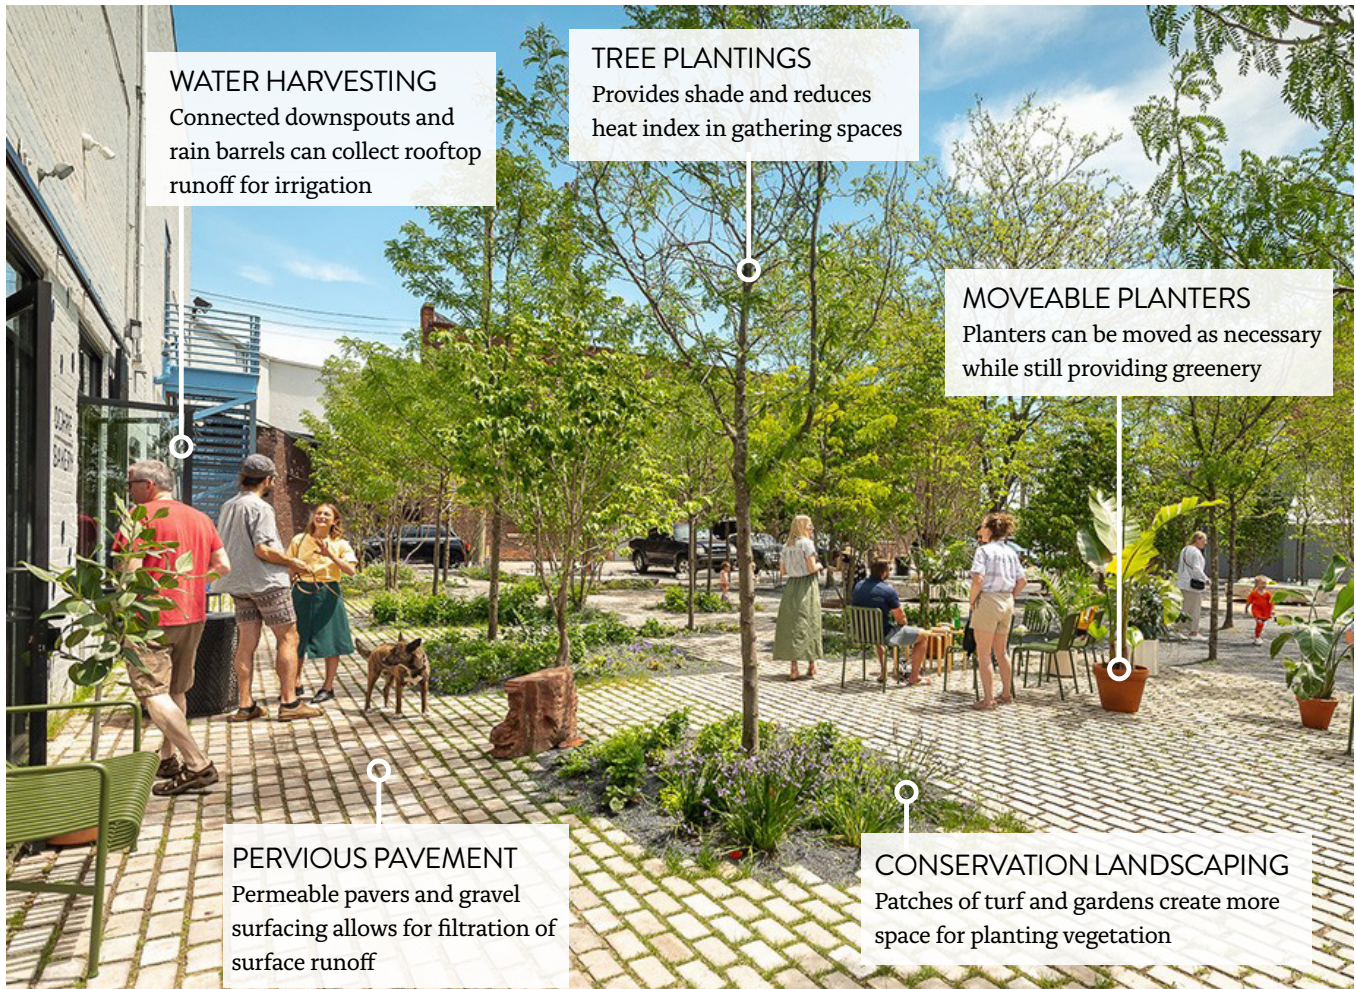 WATER HARVESTING
Connected downspouts and
rain barrels can collect rooftop
runoff for irrigation
TREE PLANTINGS
Provides shade and reduces
heat index in gathering spaces
MOVEABLE PLANTERS
Planters can be moved as necessary
while still providing greenery
OCHRE
BAKERY
PERVIOUS PAVEMENT
Permeable pavers and gravel
surfacing allows for filtration of
surface runoff
CONSERVATION LANDSCAPING
Patches of turf and gardens create more
space for planting vegetation